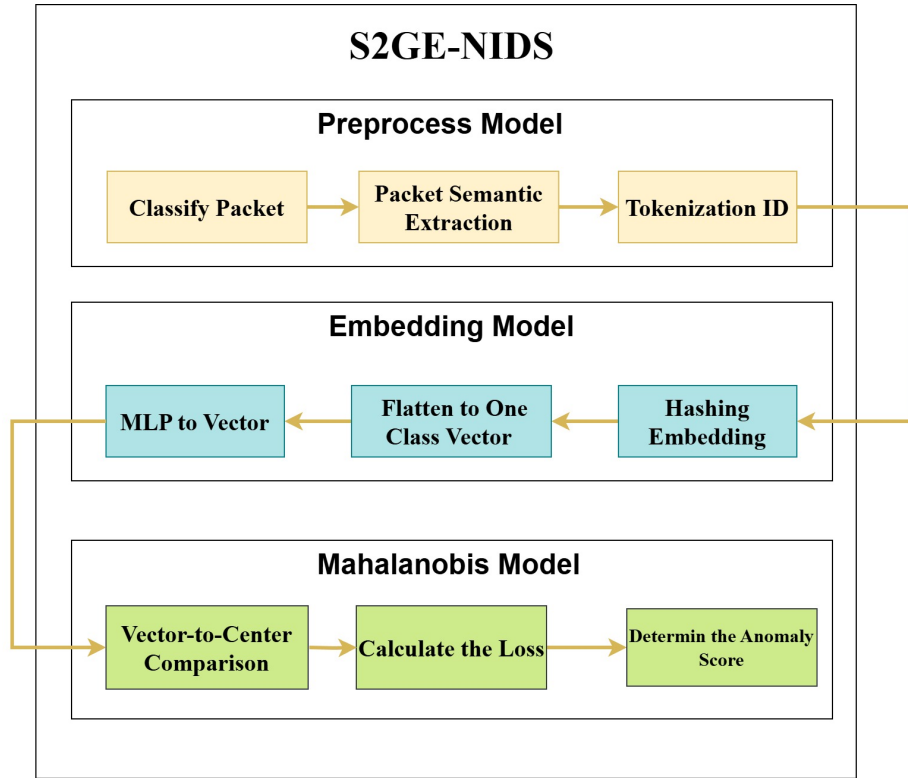 S2GE-NIDS
Preprocess Model
Classify Packet
Packet Semantic
Extraction
Tokenization ID
Embedding Model
MLP to Vector
Flatten to One
Class Vector
Hashing
Embedding
Mahalanobis Model
Vector-to-Center
Comparison
Calculate the Loss
Determin the Anomaly
Score